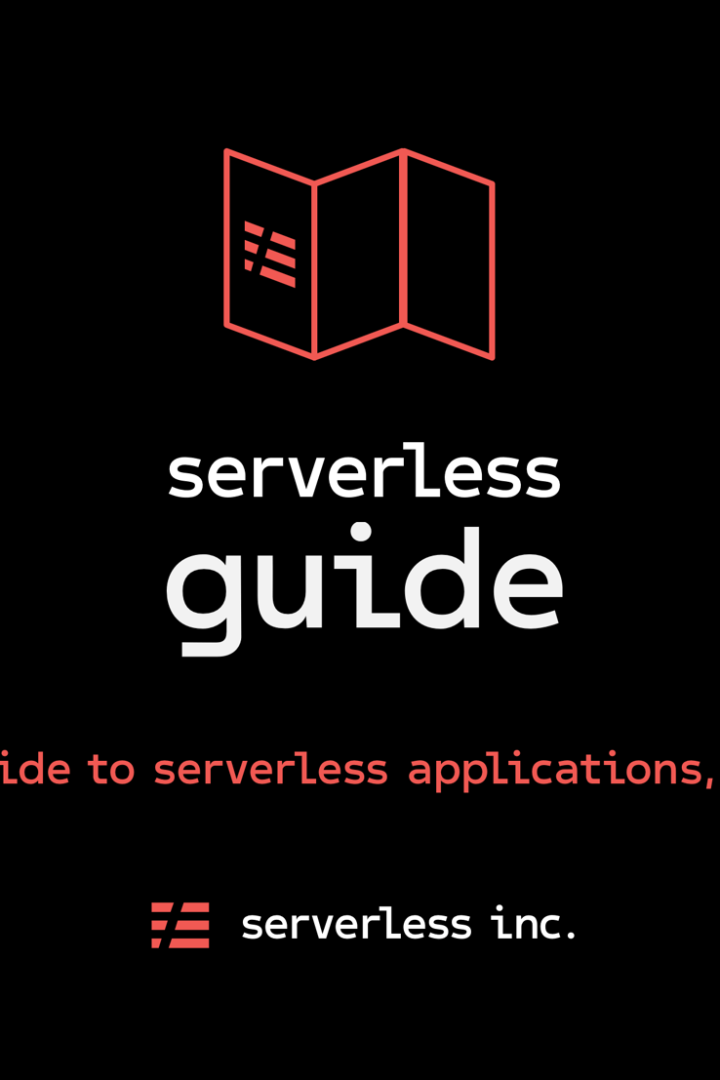 serverless
guide
ide to serverless applications,
serverless inc.